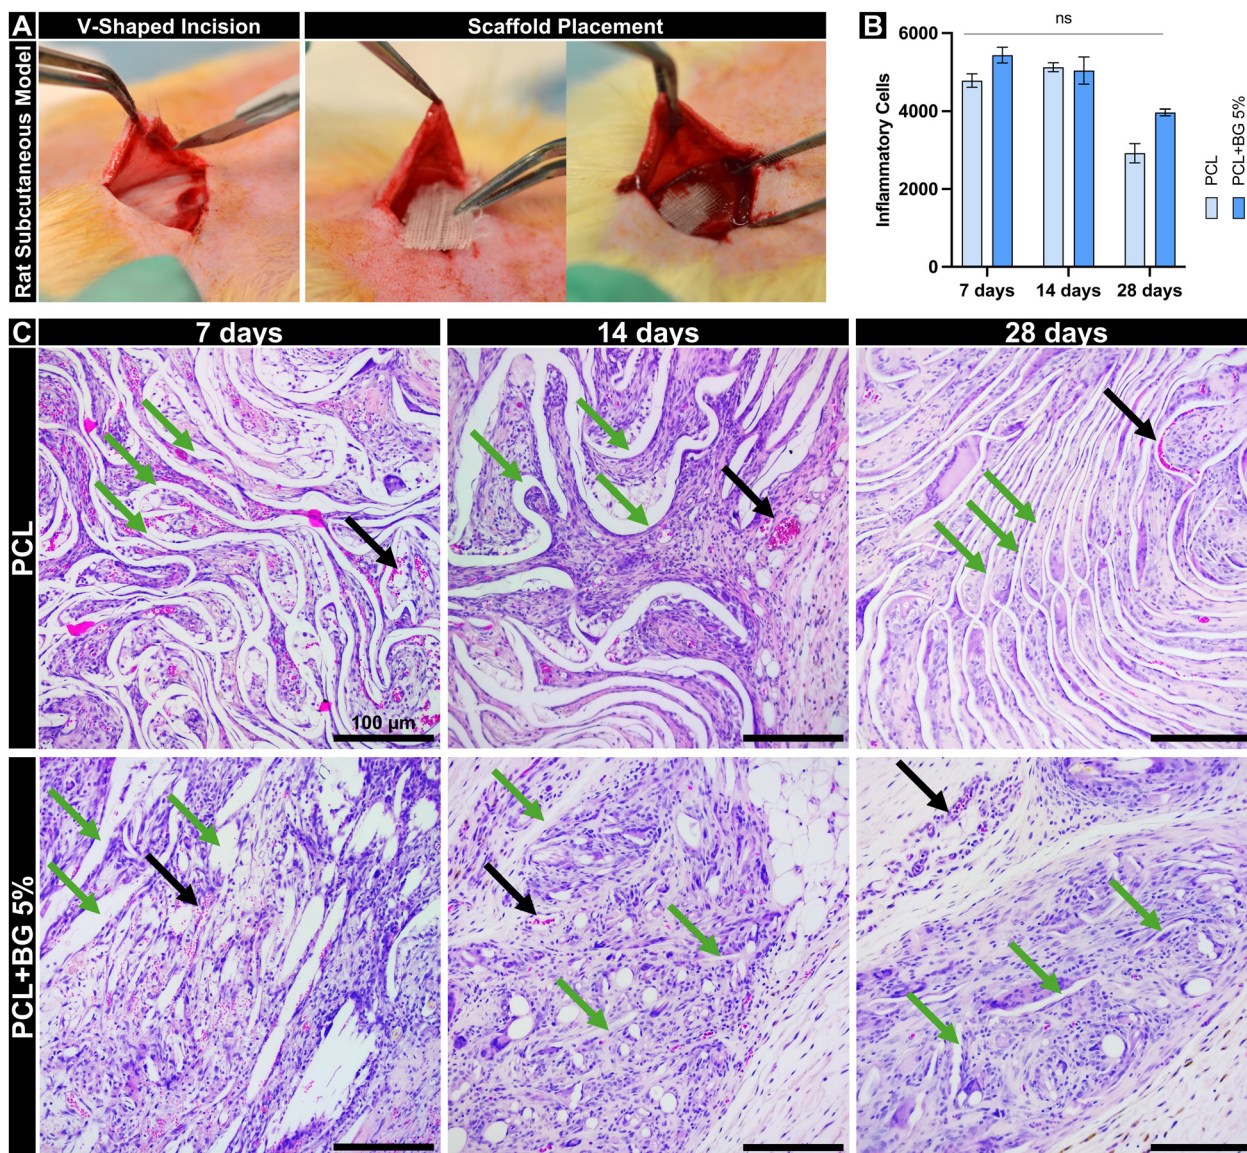 A
V-Shaped Incision
Scaffold Placement
Rat Subcutaneous Model
B
ns
6000
4000
2000
0
Inflammatory Cells
7 days
14 days
28 days
PCL
PCL+BG 5%
C
7 days
14 days
28 days
PCL
100 µm
PCL+BG 5%